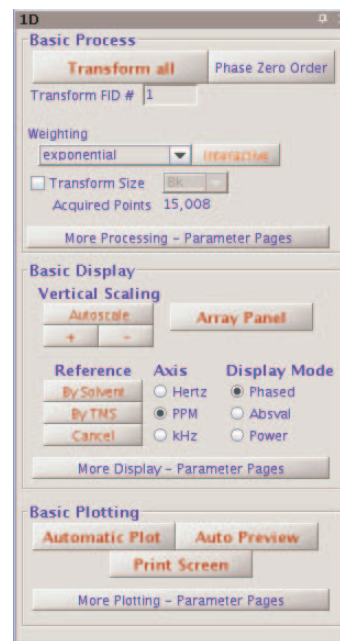 1D
Basic Process
Transform all Phase Zero Order
Transform FID # 1
Weighting
exponential Interactive
Transform Size 8k
Acquired Points 15,008
More Processing - Parameter Pages
Basic Display
Vertical Scaling
Autoscale Array Panel
+ -
Reference Axis Display Mode
By Solvent Hertz Phased
By TMS PPM Absval
Cancel kHz Power
More Display - Parameter Pages
Basic Plotting
Automatic Plot Auto Preview
Print Screen
More Plotting - Parameter Pages